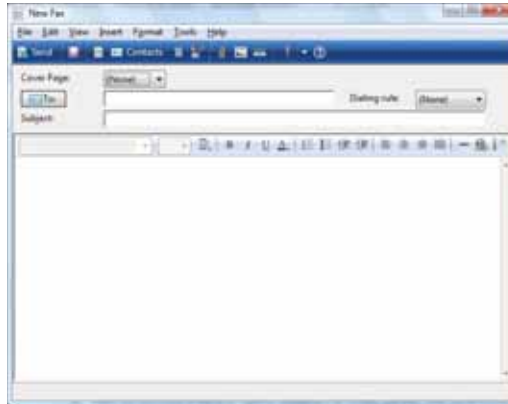 New Fax
File Edit View Insert Format Tools Help
Send Contacts
Cover Page: (None)
To: Dialing rule: (None)
Subject:
B I U A